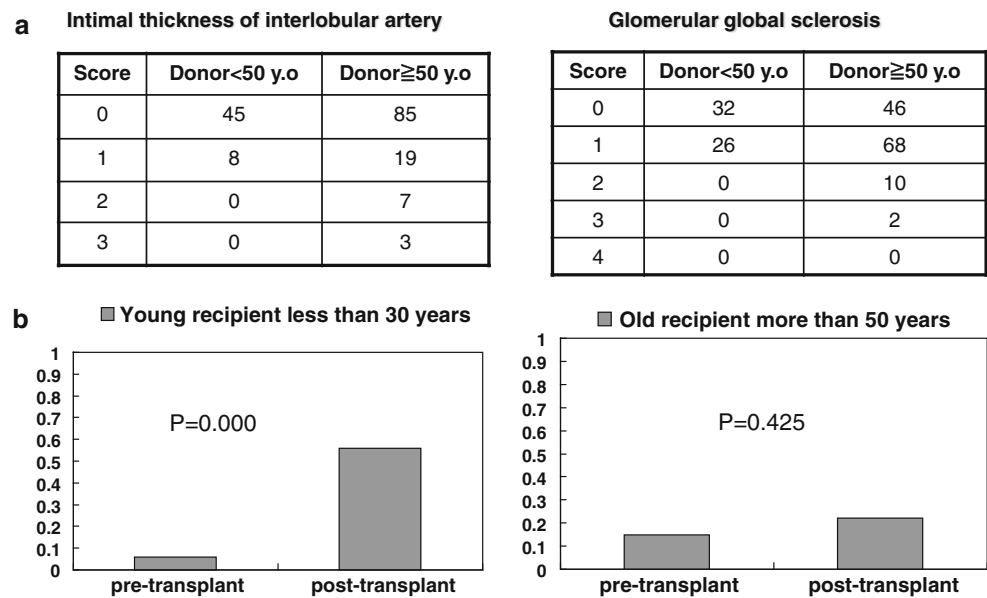 a
Intimal thickness of interlobular artery
Score Donor<50 y.o Donor≧50 y.o
0 45 85
1 8 19
2 0 7
3 0 3
Glomerular global sclerosis
Score Donor<50 y.o Donor≧50 y.o
0 32 46
1 26 68
2 0 10
3 0 2
4 0 0
b
Young recipient less than 30 years
1
0.9
0.8
0.7
0.6
0.5
0.4
0.3
0.2
0.1
0
P=0.000
pre-transplant post-transplant
Old recipient more than 50 years
1
0.9
0.8
0.7
0.6
0.5
0.4
0.3
0.2
0.1
0
P=0.425
pre-transplant post-transplant